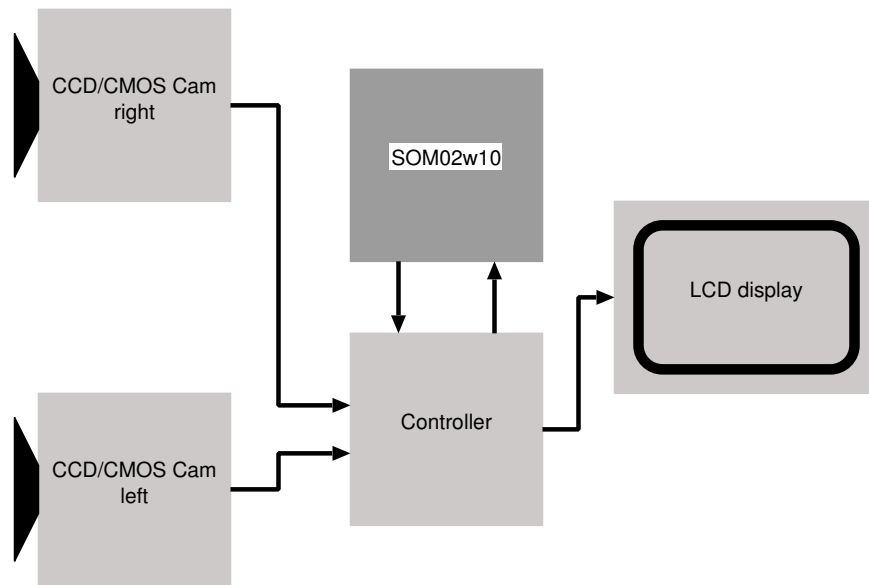 CCD/CMOS Cam
right
SOM02w10
LCD display
Controller
CCD/CMOS Cam
left